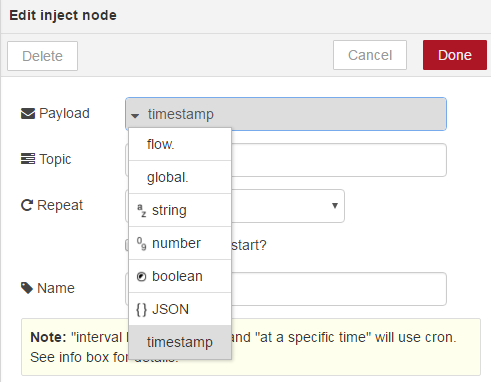 Edit inject node
Delete
Cancel
Done
Payload
timestamp
flow.
Topic
global.
Repeat
string
number
start?
boolean
Name
{} JSON
timestamp
Note: "interval and "at a specific time" will use cron.
See info box for details.